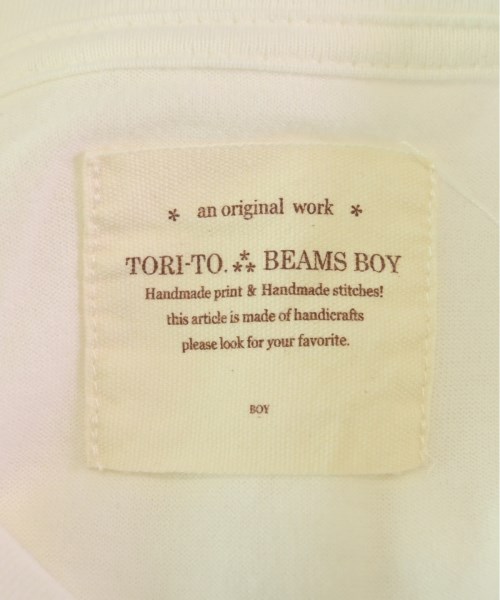 * an original work *
TORI-TO.⁂ BEAMS BOY
Handmade print & Handmade stitches!
this article is made of handicrafts
please look for your favorite.
BOY